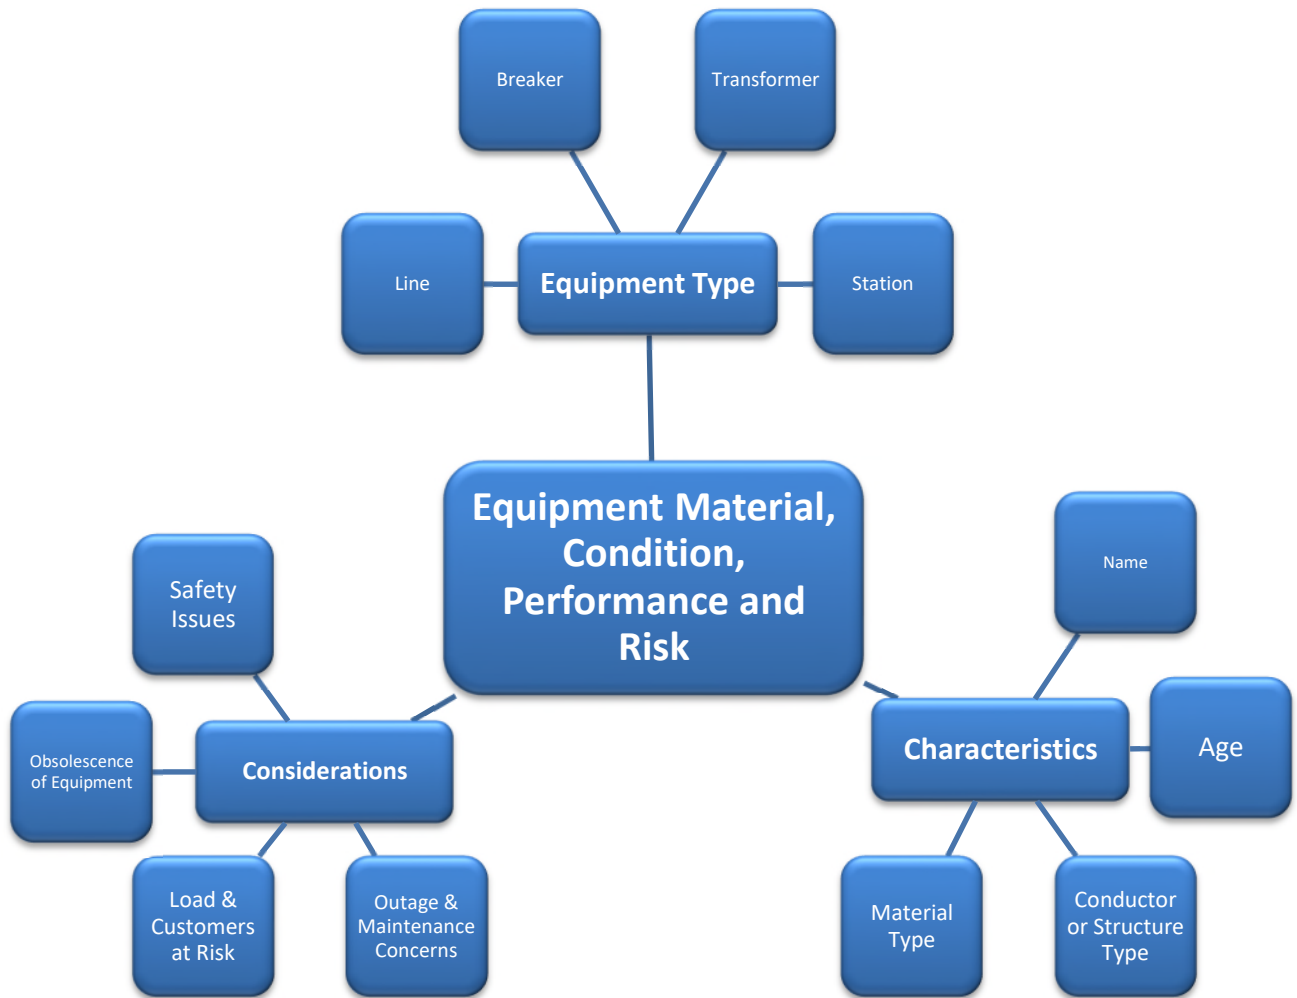 Breaker
Transformer
Line
Equipment Type
Station
Equipment Material,
Condition,
Performance and
Risk
Name
Safety
Issues
Characteristics
Age
Obsolescence
of Equipment
Considerations
Load &
Customers
at Risk
Outage &
Maintenance
Concerns
Material
Type
Conductor
or Structure
Type